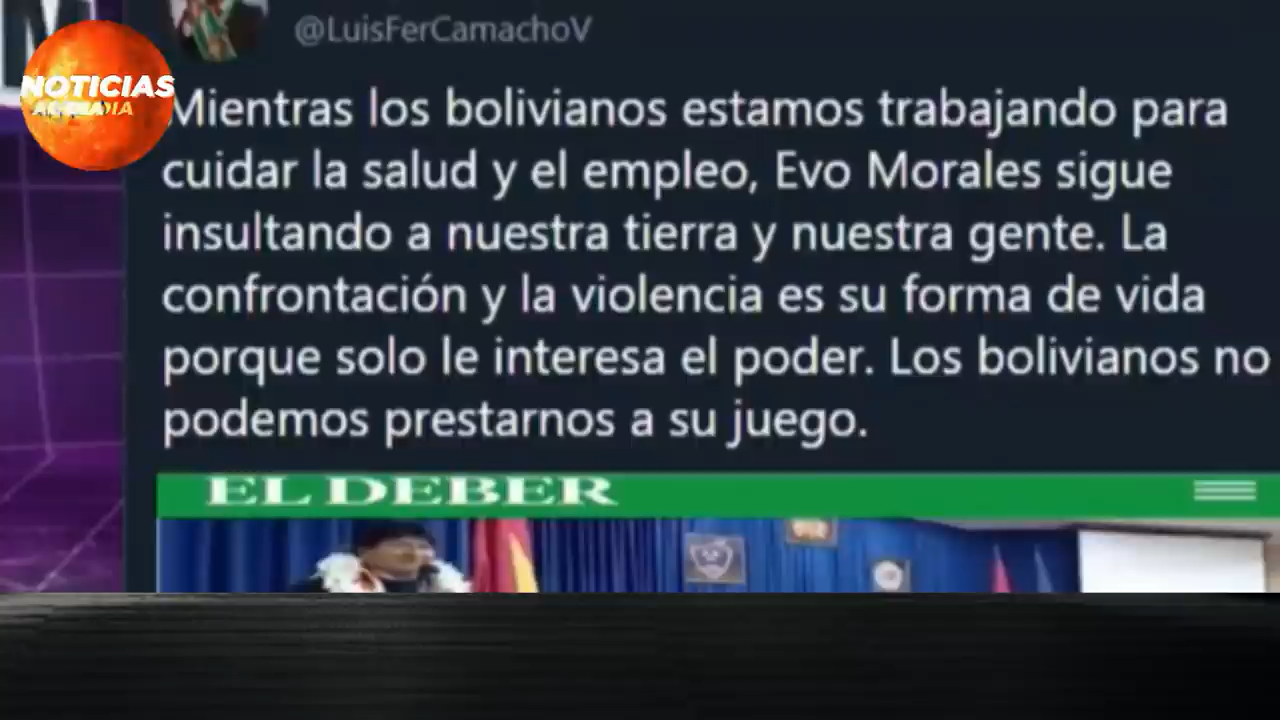 @LuisFerCamachoV
NOTICIAS
AL DIA
Mientras los bolivianos estamos trabajando para
cuidar la salud y el empleo, Evo Morales sigue
insultando a nuestra tierra y nuestra gente. La
confrontación y la violencia es su forma de vida
porque solo le interesa el poder. Los bolivianos no
podemos prestarnos a su juego.
EL DEBER